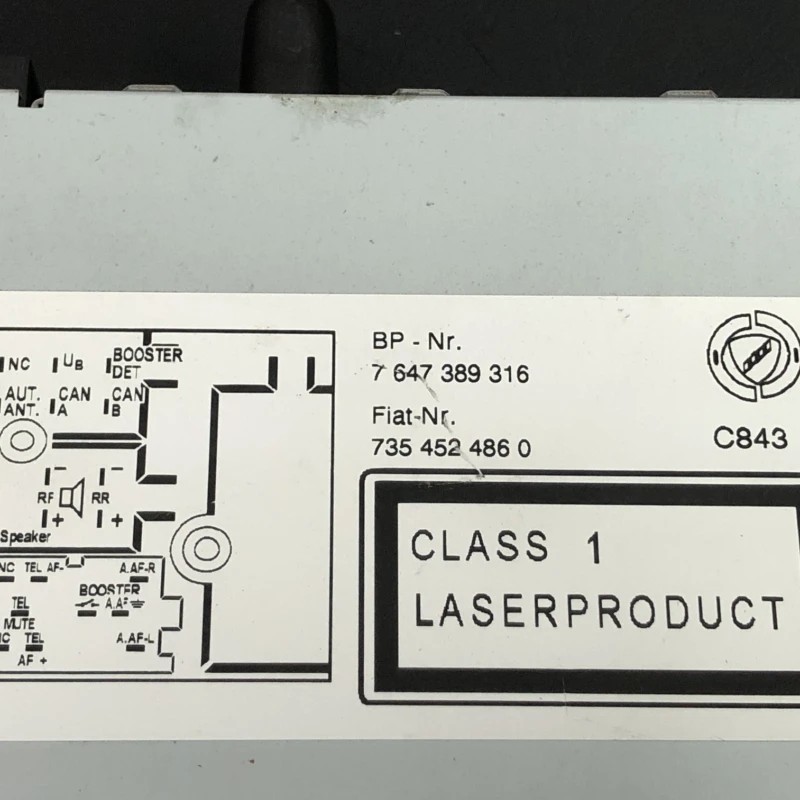 NC UB BOOSTER
DET
AUT. CAN CAN
ANT. A B
RF RR
Speaker
NC TEL AF- A.AF-R
BOOSTER
TEL A.AF
MUTE
TEL A.AF-L
AF +
BP - Nr.
7 647 389 316
Fiat-Nr.
735 452 486 0
C843
CLASS 1
LASERPRODUCT